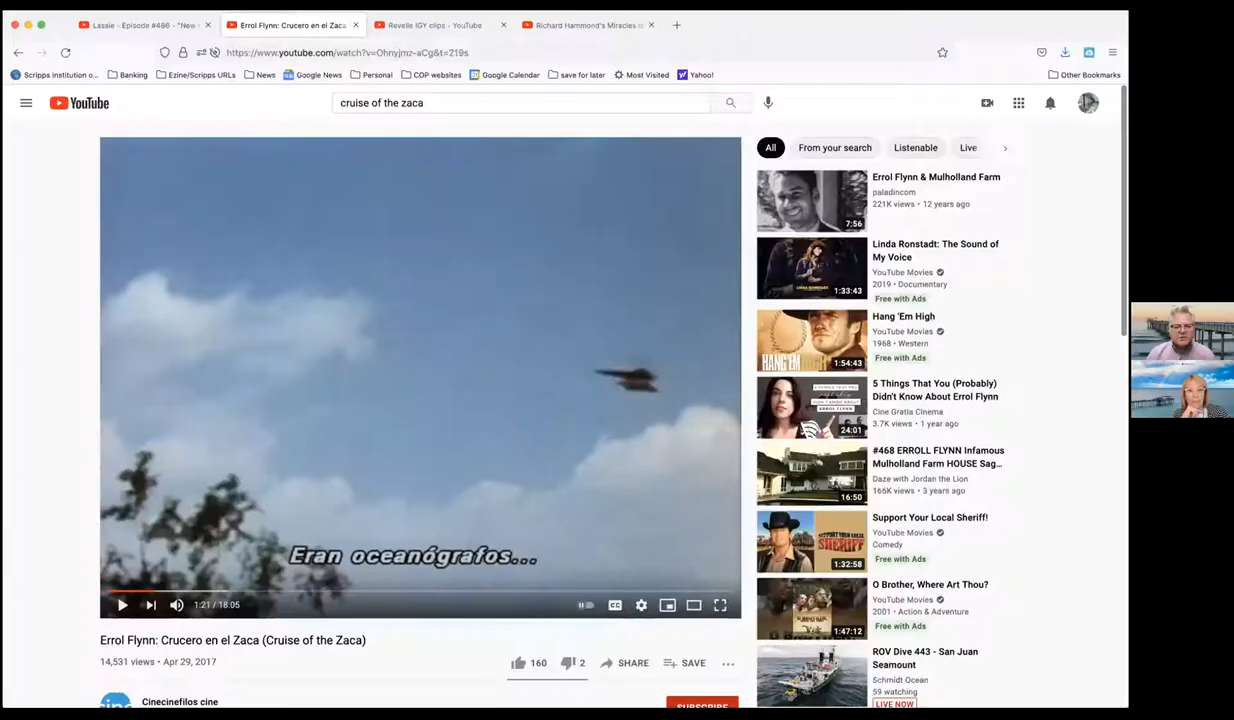 Lassie - Episode #486 - "New
Errol Flynn: Crucero en el Zaca
Revelle IGY clips - YouTube
Richard Hammond's Miracles o
https://www.youtube.com/watch?v=Ohnyjmz-aCg&t=219s
Scripps Institution o...
Banking
Ezine/Scripps URLs
News
Google News
Personal
COP websites
Google Calendar
save for later
Most Visited
Yahoo!
Other Bookmarks
YouTube
cruise of the zaca
All
From your search
Listenable
Live
Errol Flynn & Mulholland Farm
paladincom
221K views • 12 years ago
7:56
Linda Ronstadt: The Sound of
My Voice
YouTube Movies
2019 • Documentary
Free with Ads
1:33:43
Hang 'Em High
YouTube Movies
1968 • Western
Free with Ads
HANG 'EM HIGH
1:54:43
5 Things That You (Probably)
Didn't Know About Errol Flynn
Cine Gratia Cinema
3.7K views • 1 year ago
24:01
#468 ERROLL FLYNN Infamous
Mulholland Farm HOUSE Sag...
Daze with Jordan the Lion
166K views • 3 years ago
16:50
Support Your Local Sheriff!
YouTube Movies
Comedy
Free with Ads
1:32:58
O Brother, Where Art Thou?
YouTube Movies
2001 • Action & Adventure
Free with Ads
1:47:12
ROV Dive 443 - San Juan
Seamount
Schmidt Ocean
59 watching
LIVE NOW
Eran oceanógrafos...
1:21 / 18:05
CC
Errol Flynn: Crucero en el Zaca (Cruise of the Zaca)
14,531 views • Apr 29, 2017
160
2
SHARE
SAVE
Cinecinefilos cine
SUBSCRIBE